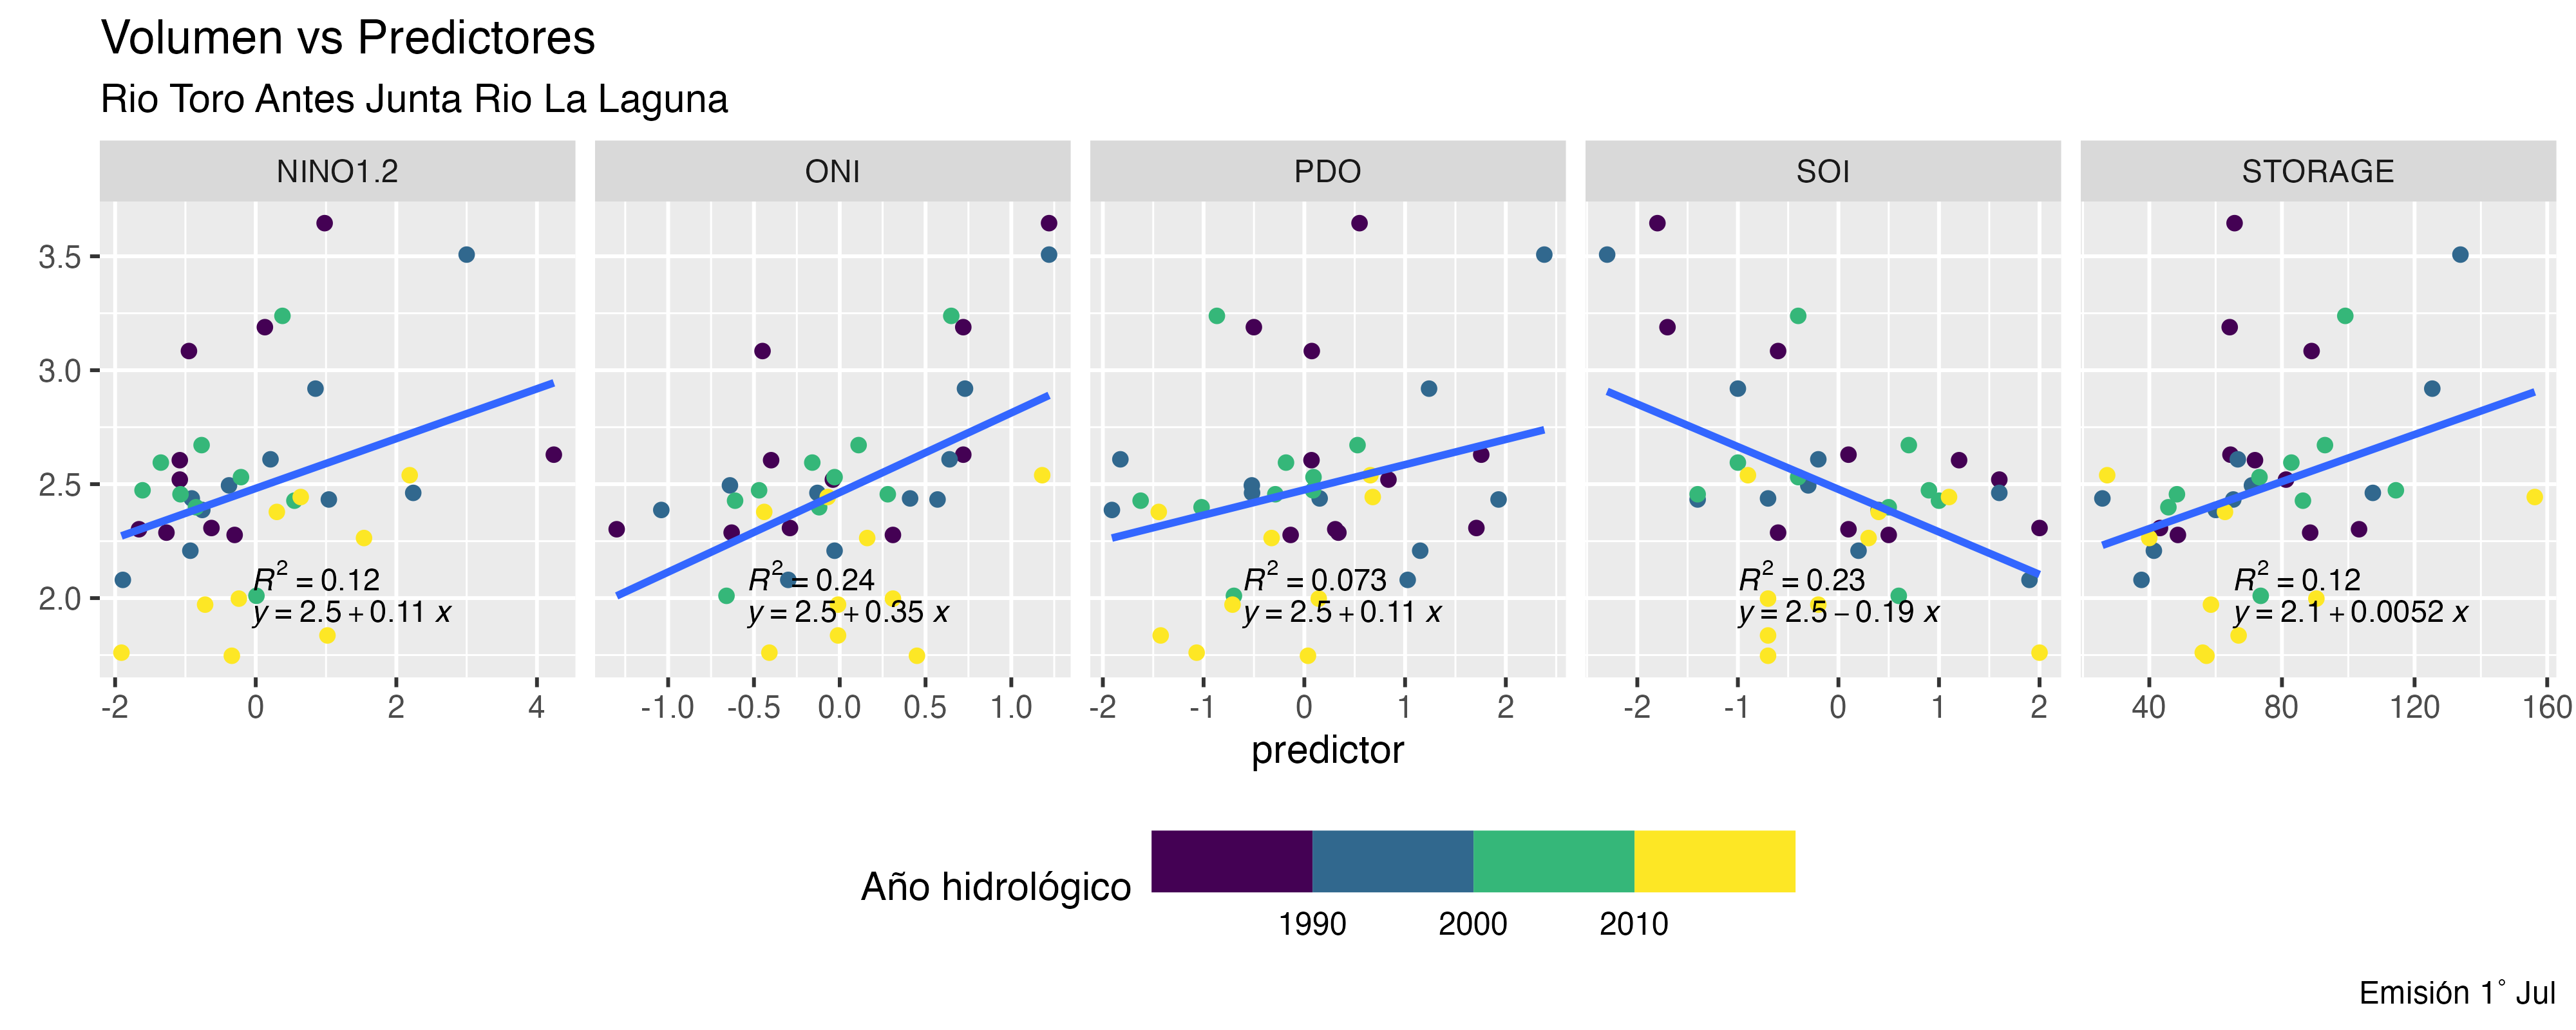 Volumen vs Predictores
Rio Toro Antes Junta Rio La Laguna
NINO1.2 ONI PDO SOI STORAGE
3.5
3.0
2.5
2.0
R² = 0.12 R² = 0.24 R² = 0.073 R² = 0.23 R² = 0.12
y = 2.5 + 0.11 x y = 2.5 + 0.35 x y = 2.5 + 0.11 x y = 2.5 − 0.19 x y = 2.1 + 0.0052 x
-2 0 2 4 -1.0 -0.5 0.0 0.5 1.0 -2 -1 0 1 2 -2 -1 0 1 2 40 80 120 160
predictor
Año hidrológico
1990 2000 2010
Emisión 1° Jul